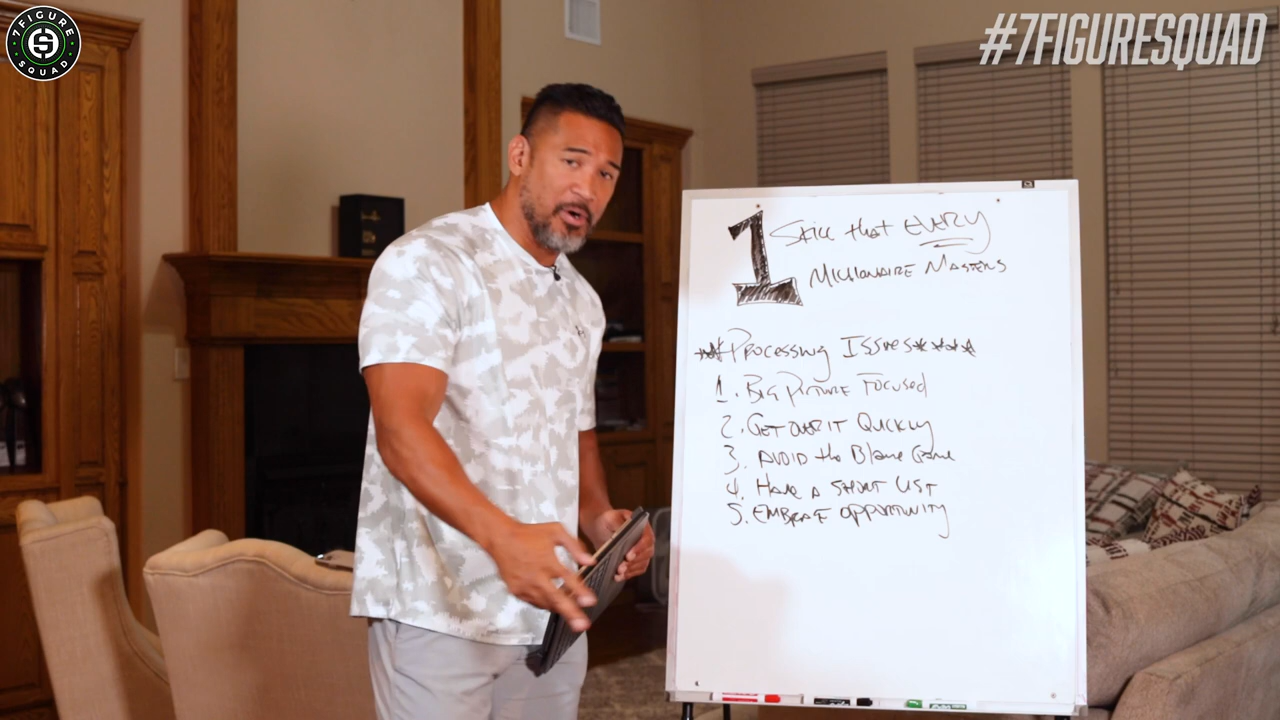 7 FIGURE
SQUAD
#7FIGURESQUAD
1 Skill that EVERY
MILLIONAIRE MASTERS
***PROCESSING ISSUES****
1. BIG PICTURE FOCUSED
2. GET OVER IT QUICKLY
3. AVOID the Blame Game
4. HAVE A SHORT LIST
5. EMBRACE OPPORTUNITY